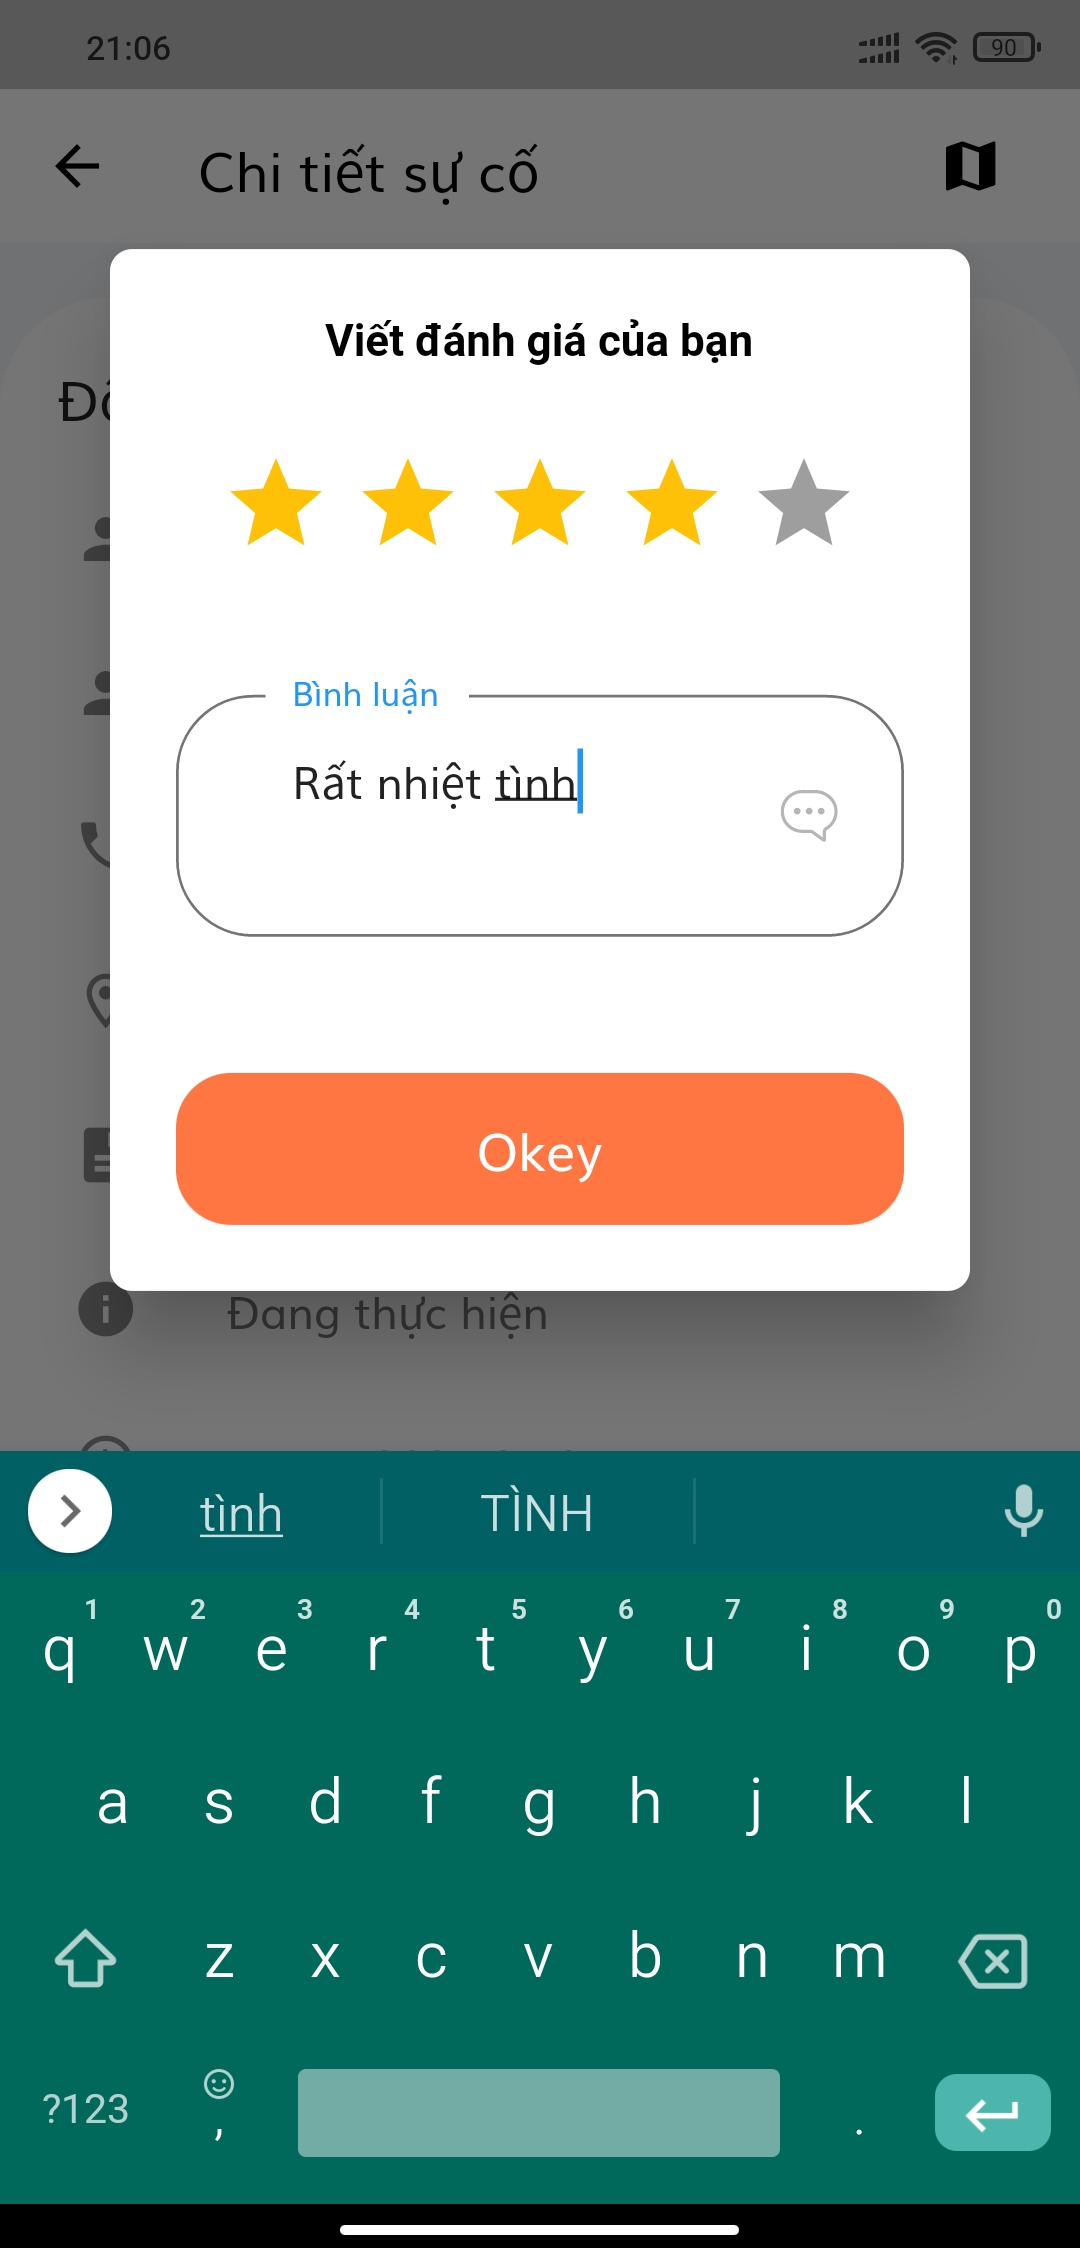 21:06
90
Chi tiết sự cố
Viết đánh giá của bạn
Bình luận
Rất nhiệt tình
Okey
Đang thực hiện
tình TÌNH
1 2 3 4 5 6 7 8 9 0
q w e r t y u i o p
a s d f g h j k l
z x c v b n m
?123 , .